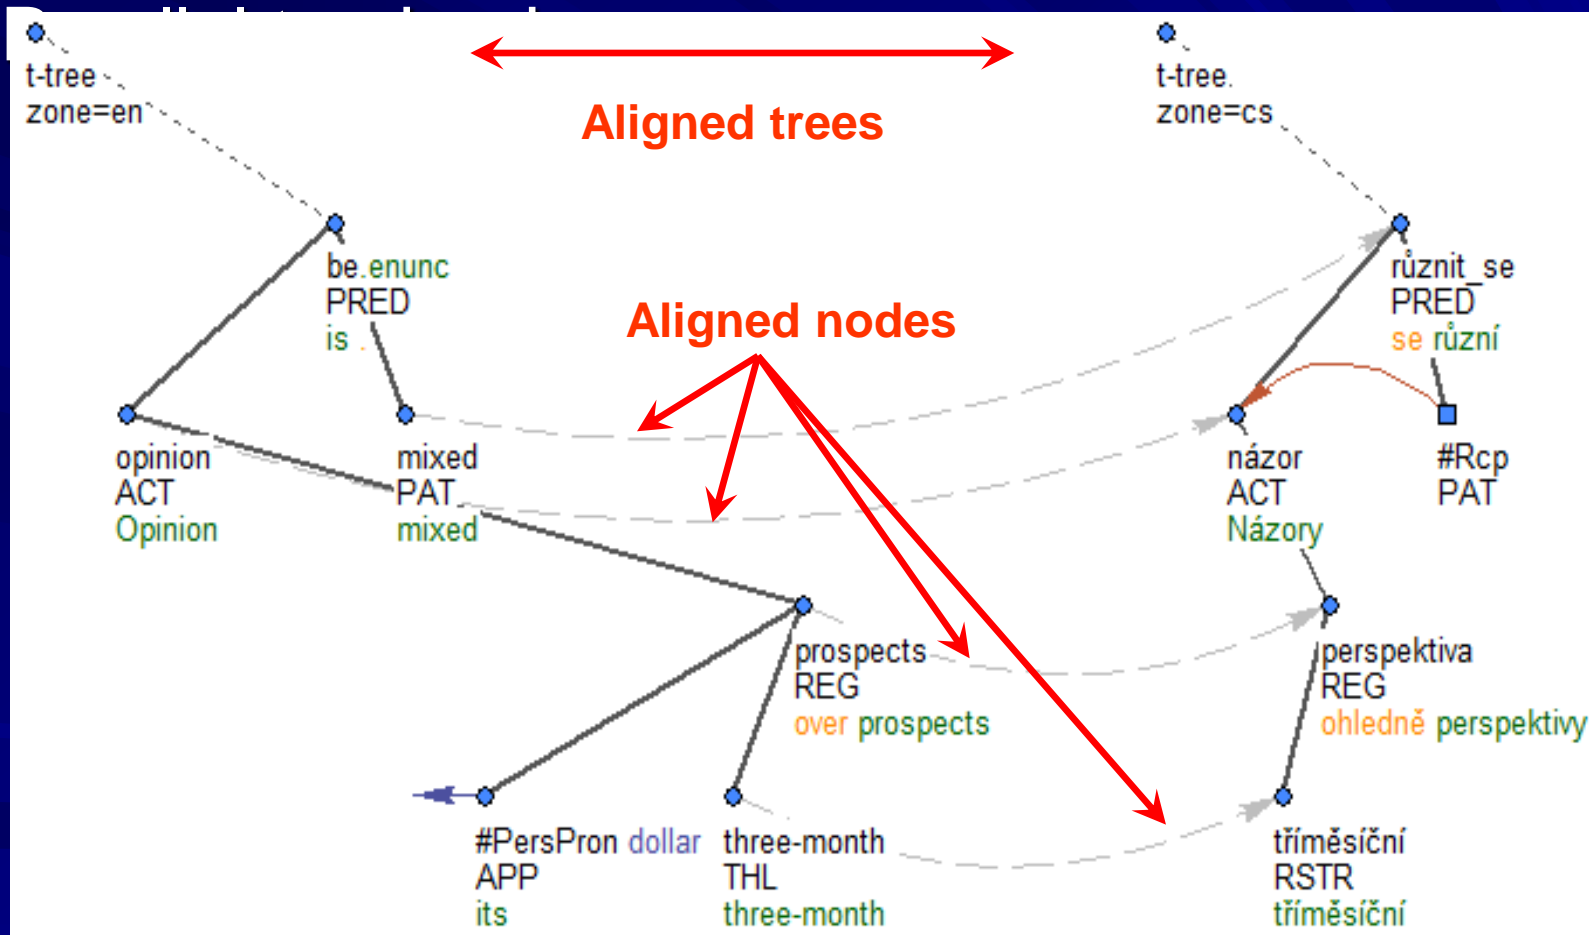 t-tree
zone=en
t-tree.
zone=cs
Aligned trees
be.enunc
PRED
is .
různit_se
PRED
se různí
Aligned nodes
opinion
ACT
Opinion
mixed
PAT
mixed
názor
ACT
Názory
#Rcp
PAT
prospects
REG
over prospects
perspektiva
REG
ohledně perspektivy
#PersPron dollar
APP
its
three-month
THL
three-month
tříměsíční
RSTR
tříměsíční